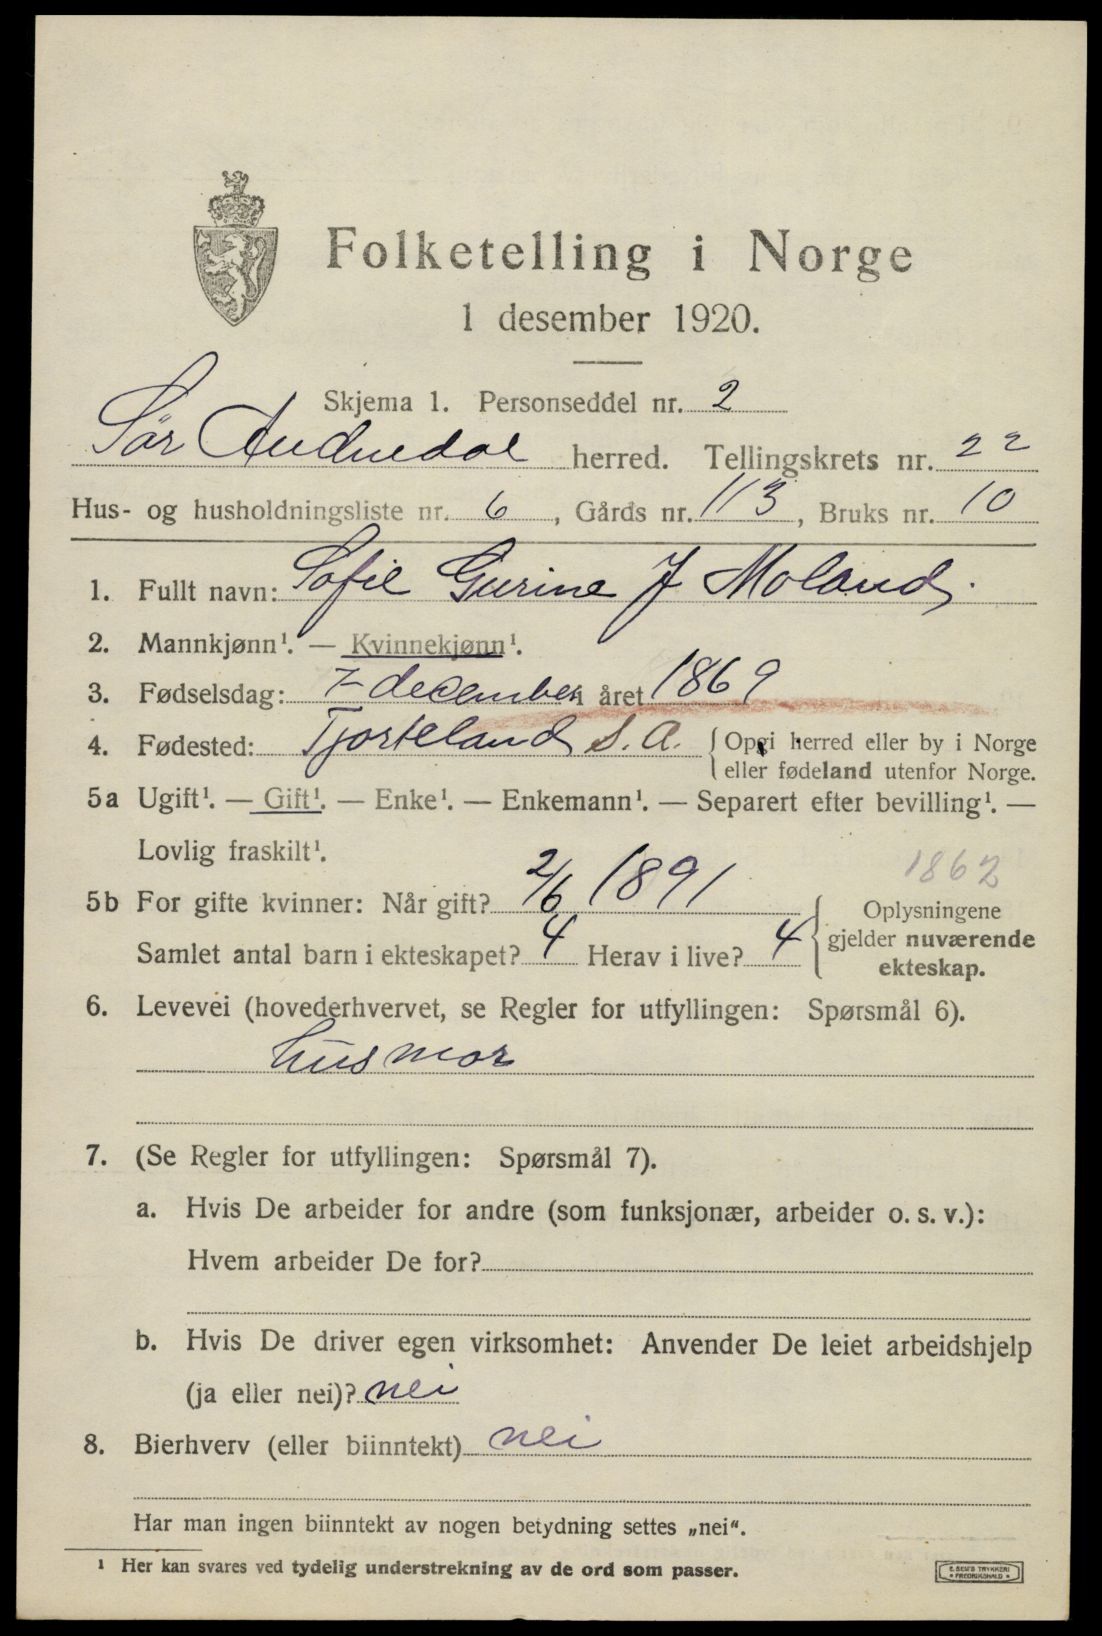 Folketelling i Norge
1 desember 1920.
Skjema 1. Personseddel nr. 2
Sør Audnedal herred. Tellingskrets nr. 22
Hus- og husholdningsliste nr. 6, Gårds nr. 113, Bruks nr. 10
1. Fullt navn: Sofie Gurine J Moland.
2. Mannkjønn¹. — Kvinnekjønn¹.
3. Fødselsdag: 7 december i året 1869
4. Fødested: Tjorteland S. A. { Opgi herred eller by i Norge
eller fødeland utenfor Norge.
5a Ugift¹. — Gift¹. — Enke¹. — Enkemann¹. — Separert efter bevilling¹. —
Lovlig fraskilt¹.
1862
5b For gifte kvinner: Når gift? 2/6 1891 { Oplysningene
gjelder nuværende
Samlet antal barn i ekteskapet? 4 Herav i live? 4
ekteskap.
6. Levevei (hovederhvervet, se Regler for utfyllingen: Spørsmål 6).
husmor
7. (Se Regler for utfyllingen: Spørsmål 7).
a. Hvis De arbeider for andre (som funksjonær, arbeider o. s. v.):
Hvem arbeider De for?
b. Hvis De driver egen virksomhet: Anvender De leiet arbeidshjelp
(ja eller nei)? nei
8. Bierhverv (eller biinntekt) nei
Har man ingen biinntekt av nogen betydning settes „nei“.
¹ Her kan svares ved tydelig understrekning av de ord som passer.
E. SEM'S TRYKKERI
• FREDRIKSHALD •